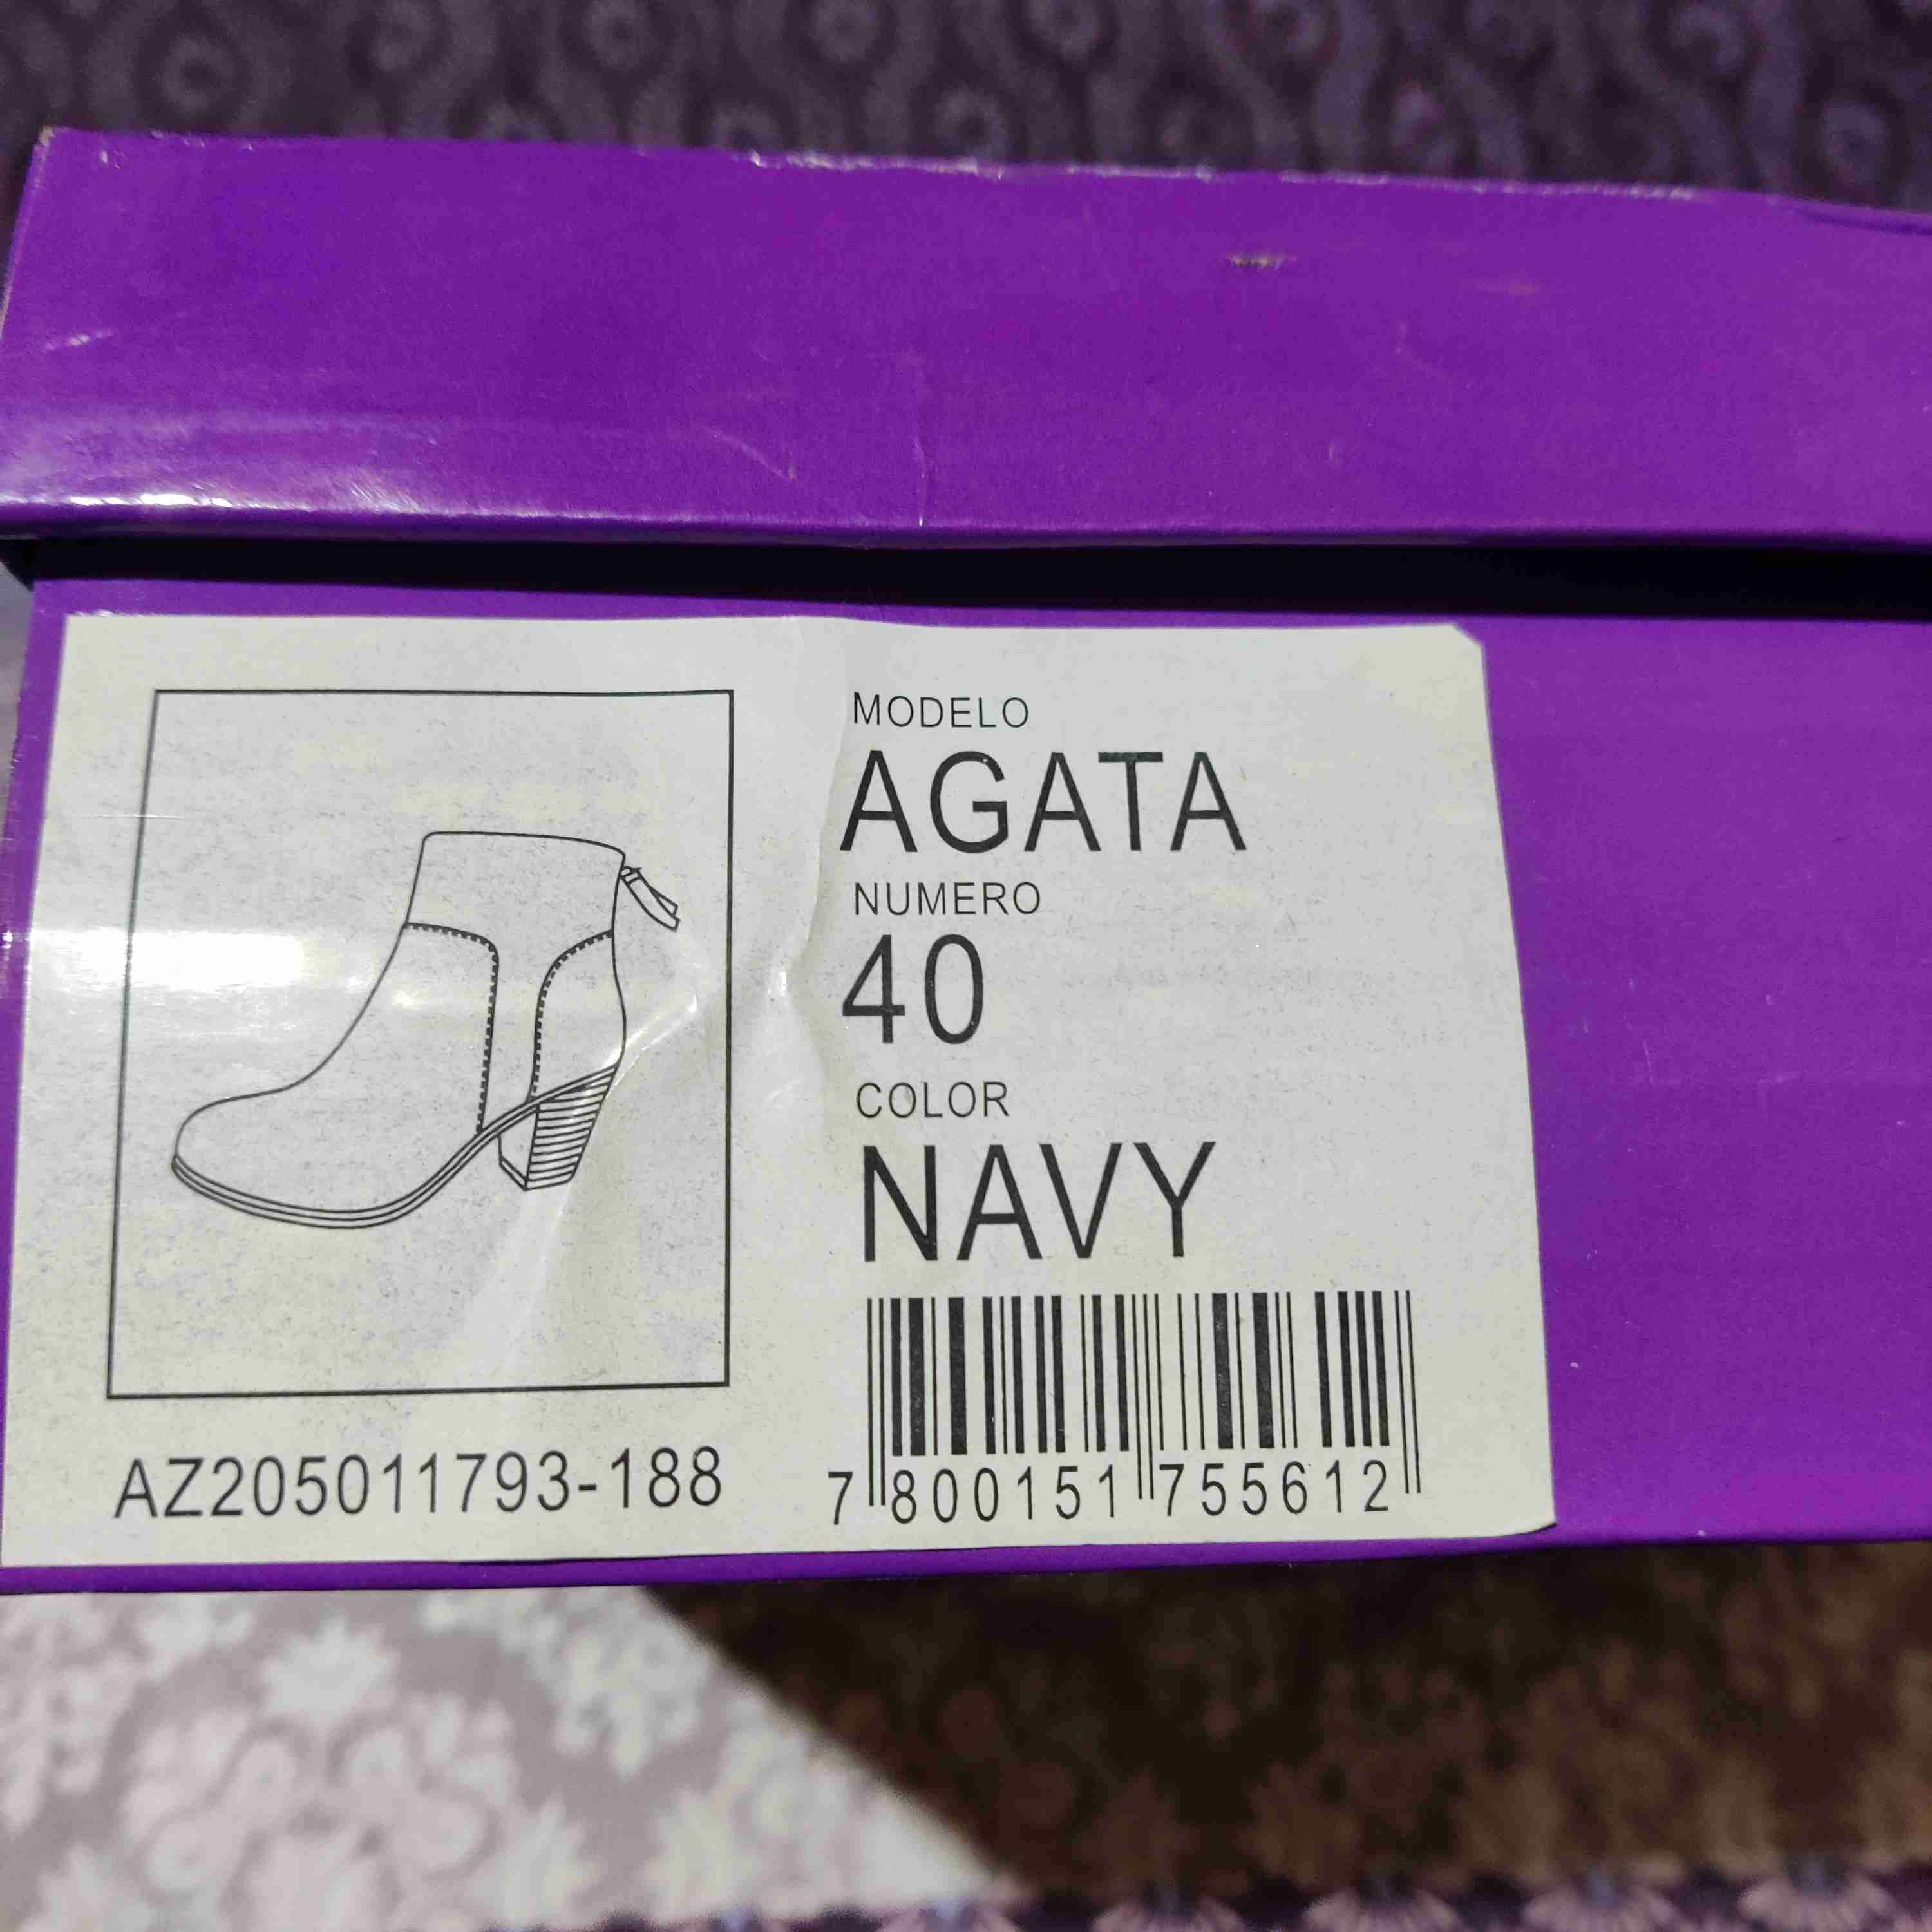 MODELO
AGATA
NUMERO
40
COLOR
NAVY
AZ205011793-188
7 800151 755612